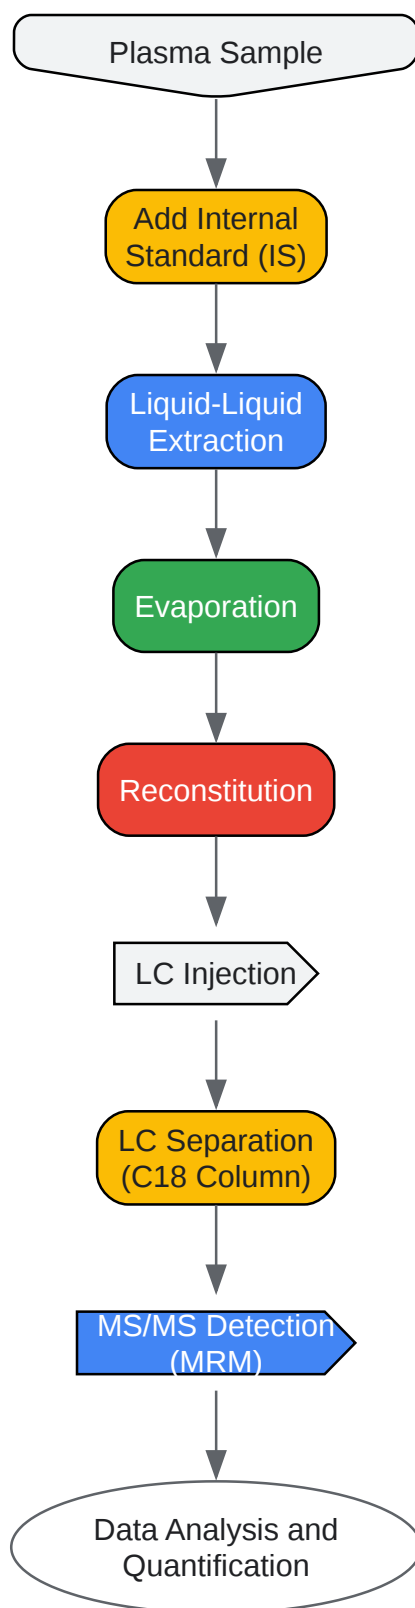 Plasma Sample
Add Internal
Standard (IS)
Liquid-Liquid
Extraction
Evaporation
Reconstitution
LC Injection
LC Separation
(C18 Column)
MS/MS Detection
(MRM)
Data Analysis and
Quantification